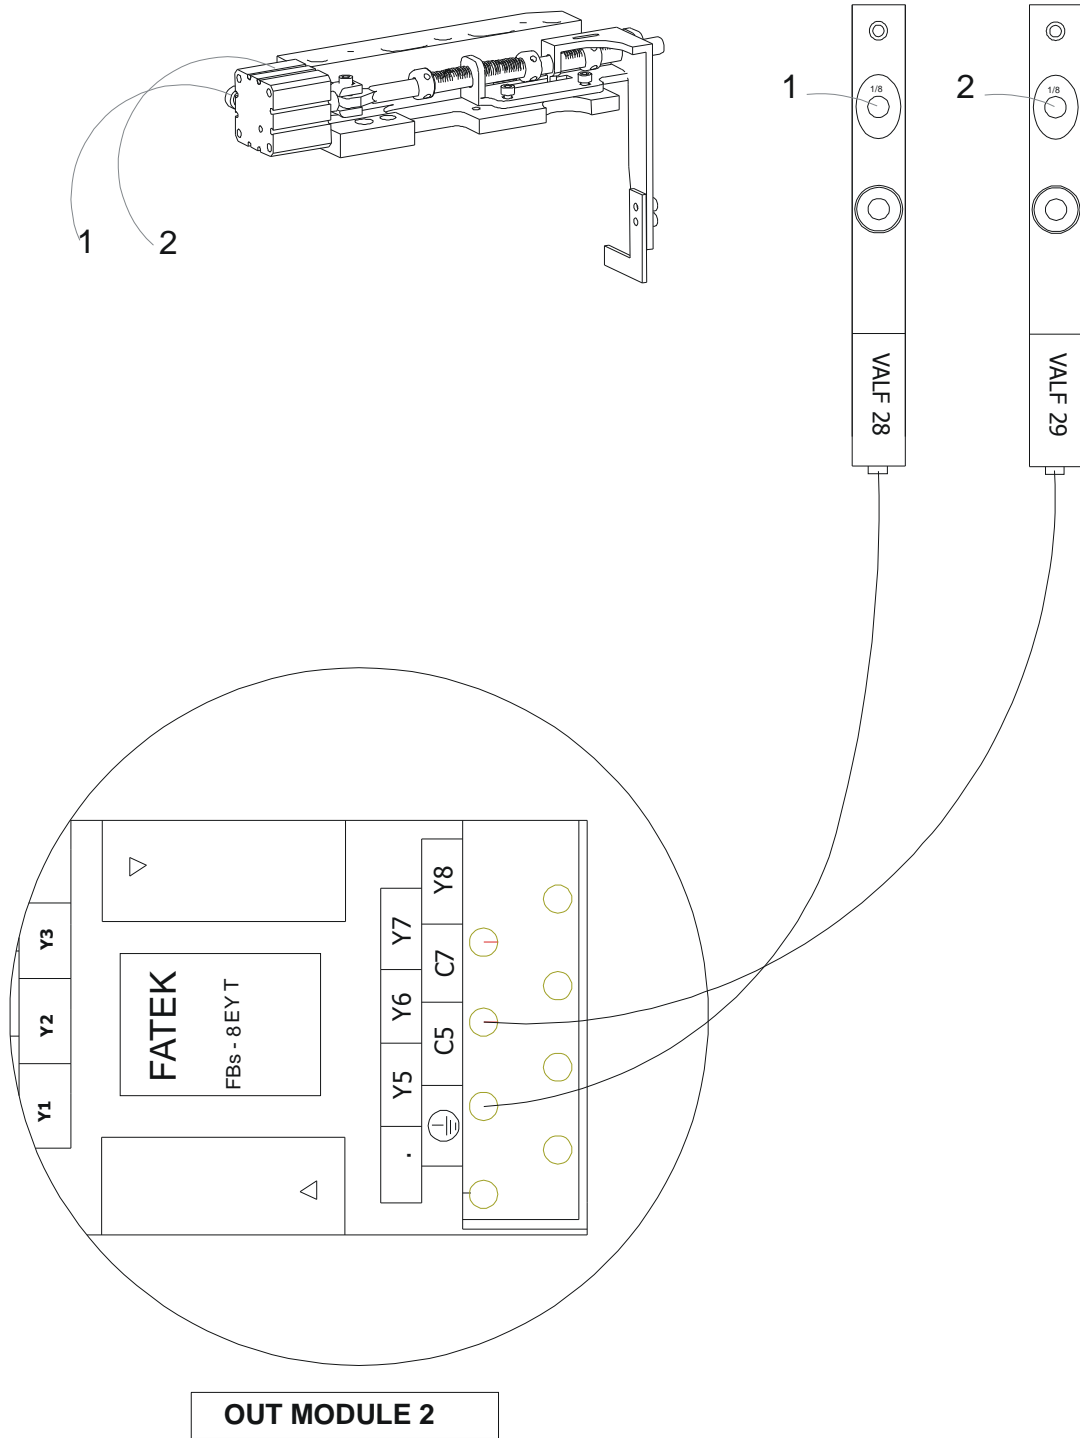 1
2
1
1/8
2
1/8
VALF 28
VALF 29
Y3
Y2
Y1
FATEK
FBs - 8EYT
Y8
Y7
C7
Y6
C5
Y5
.
OUT MODULE 2